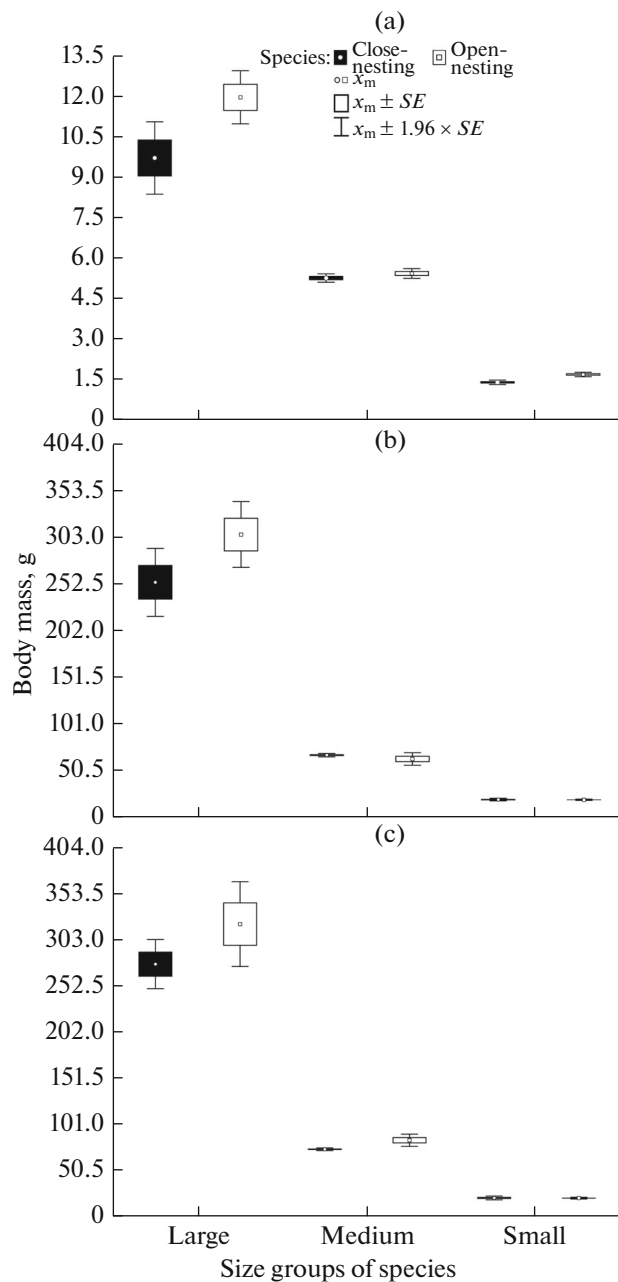 (a)
Species: Close-nesting Open-nesting
x_m
x_m ± SE
x_m ± 1.96 × SE
13.5
12.0
10.5
9.0
7.5
6.0
4.5
3.0
1.5
0
(b)
404.0
353.5
303.0
252.5
202.0
151.5
101.0
50.5
0
Body mass, g
(c)
404.0
353.5
303.0
252.5
202.0
151.5
101.0
50.5
0
Large Medium Small
Size groups of species